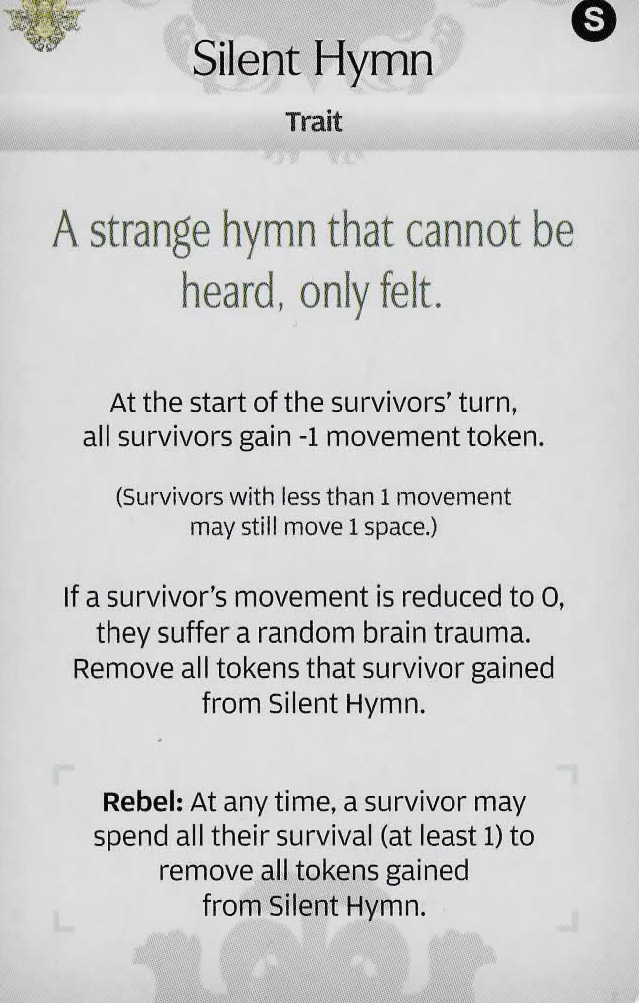 S
Silent Hymn
Trait
A strange hymn that cannot be
heard, only felt.
At the start of the survivors’ turn,
all survivors gain -1 movement token.
(Survivors with less than 1 movement
may still move 1 space.)
If a survivor’s movement is reduced to 0,
they suffer a random brain trauma.
Remove all tokens that survivor gained
from Silent Hymn.
Rebel: At any time, a survivor may
spend all their survival (at least 1) to
remove all tokens gained
from Silent Hymn.